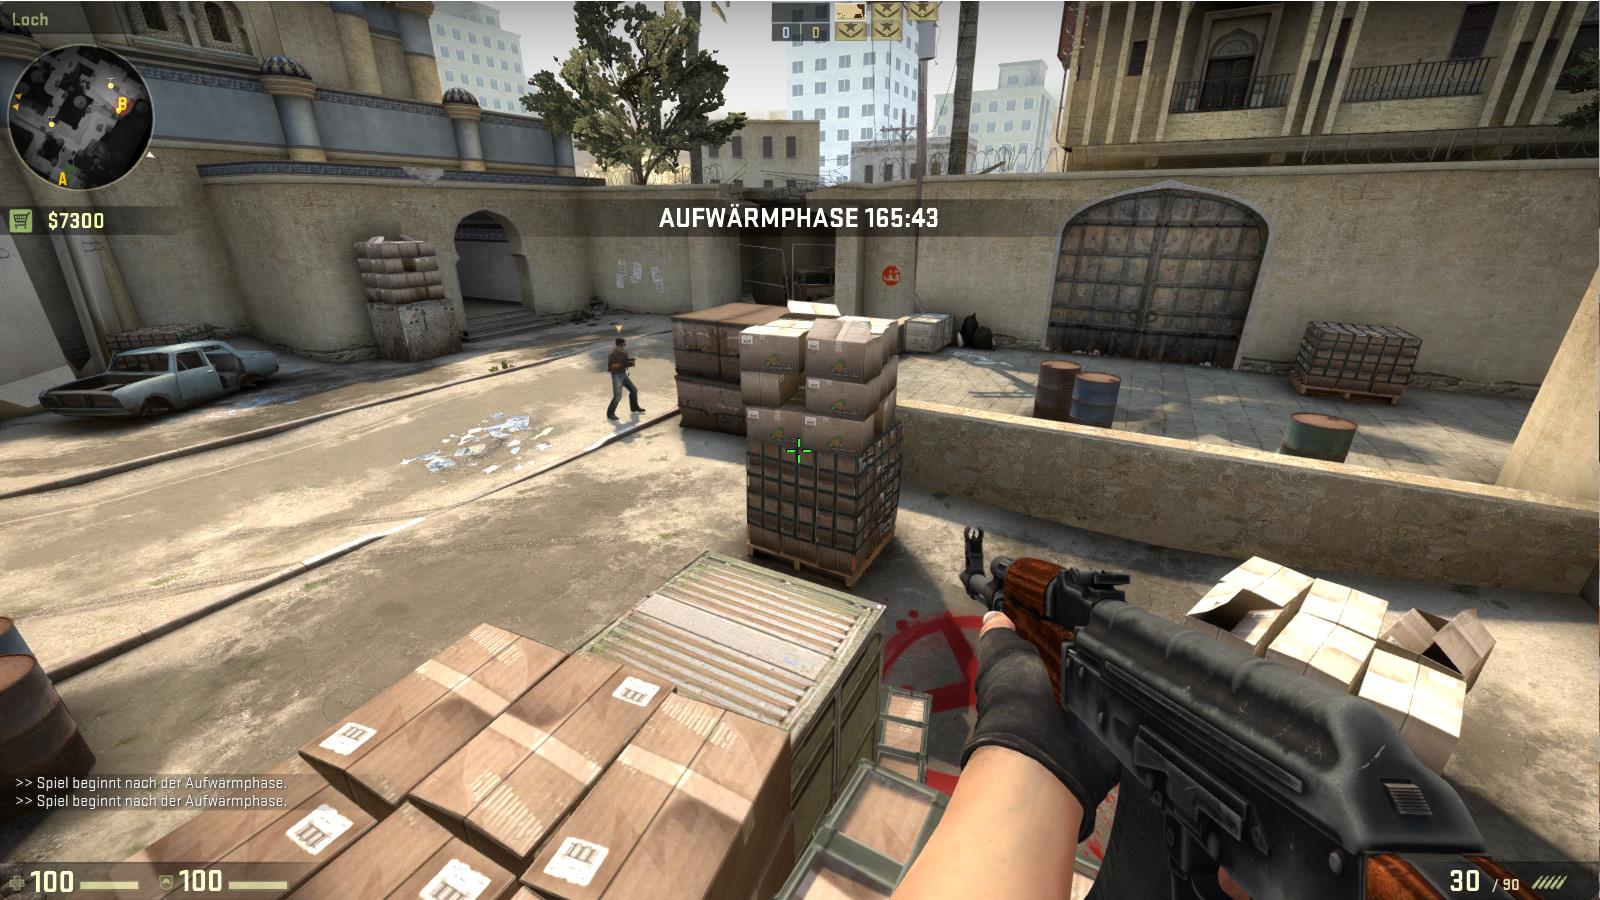 Loch
0 0
B
A
$7300
AUFWÄRMPHASE 165:43
>> Spiel beginnt nach der Aufwärmphase.
>> Spiel beginnt nach der Aufwärmphase.
100 100
30 / 90